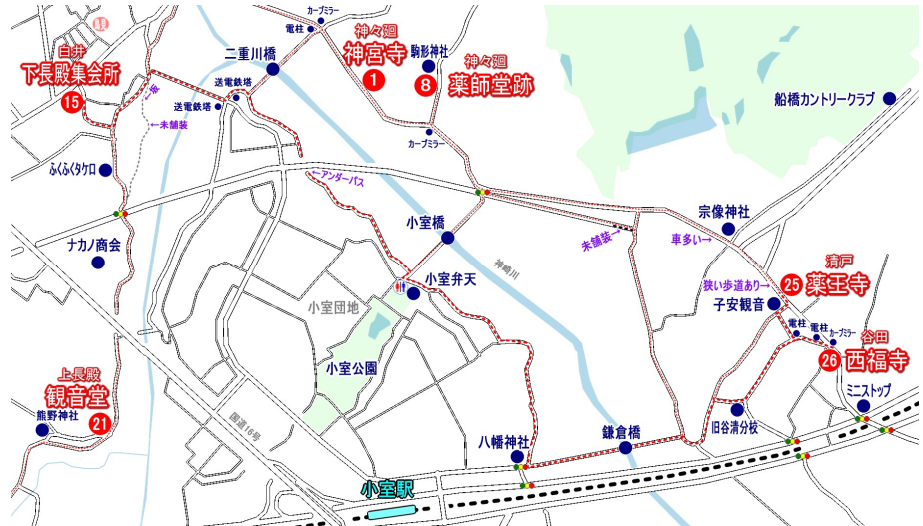 カーブミラー
電柱
神々廻
神宮寺
1
駒形神社
8
神々廻
薬師堂跡
白井
下長殿集会所
15
二重川橋
送電鉄塔
送電鉄塔
カーブミラー
船橋カントリークラブ
←未舗装
ふくふくタケロ
←アンダーパス
ナカノ商会
小室橋
神崎川
未舗装→
車多い→
宗像神社
清戸
25
薬王寺
狭い歩道あり→
子安観音
小室弁天
小室団地
小室公園
電柱
電柱
カーブミラー
谷田
26
西福寺
ミニストップ
旧谷清分校
上長殿
観音堂
21
熊野神社
国道16号
八幡神社
鎌倉橋
小室駅